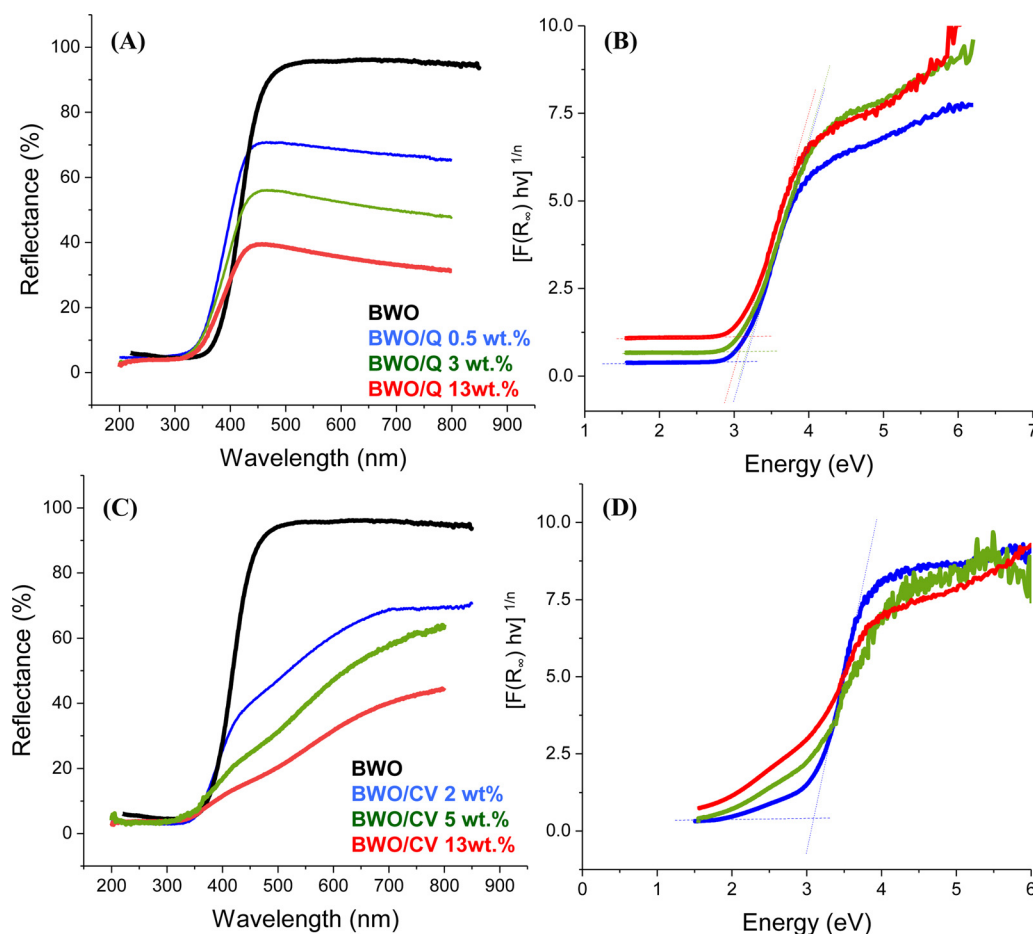 (A)
100
80
60
40
20
0
Reflectance (%)
BWO
BWO/Q 0.5 wt.%
BWO/Q 3 wt.%
BWO/Q 13wt.%
200 300 400 500 600 700 800 900
Wavelength (nm)
(B)
10.0
7.5
5.0
2.5
0.0
[F(R∞) hv] 1/n
1 2 3 4 5 6 7
Energy (eV)
(C)
100
80
60
40
20
0
Reflectance (%)
BWO
BWO/CV 2 wt%
BWO/CV 5 wt.%
BWO/CV 13wt.%
200 300 400 500 600 700 800 900
Wavelength (nm)
(D)
10.0
7.5
5.0
2.5
0.0
[F(R∞) hv] 1/n
0 1 2 3 4 5 6
Energy (eV)